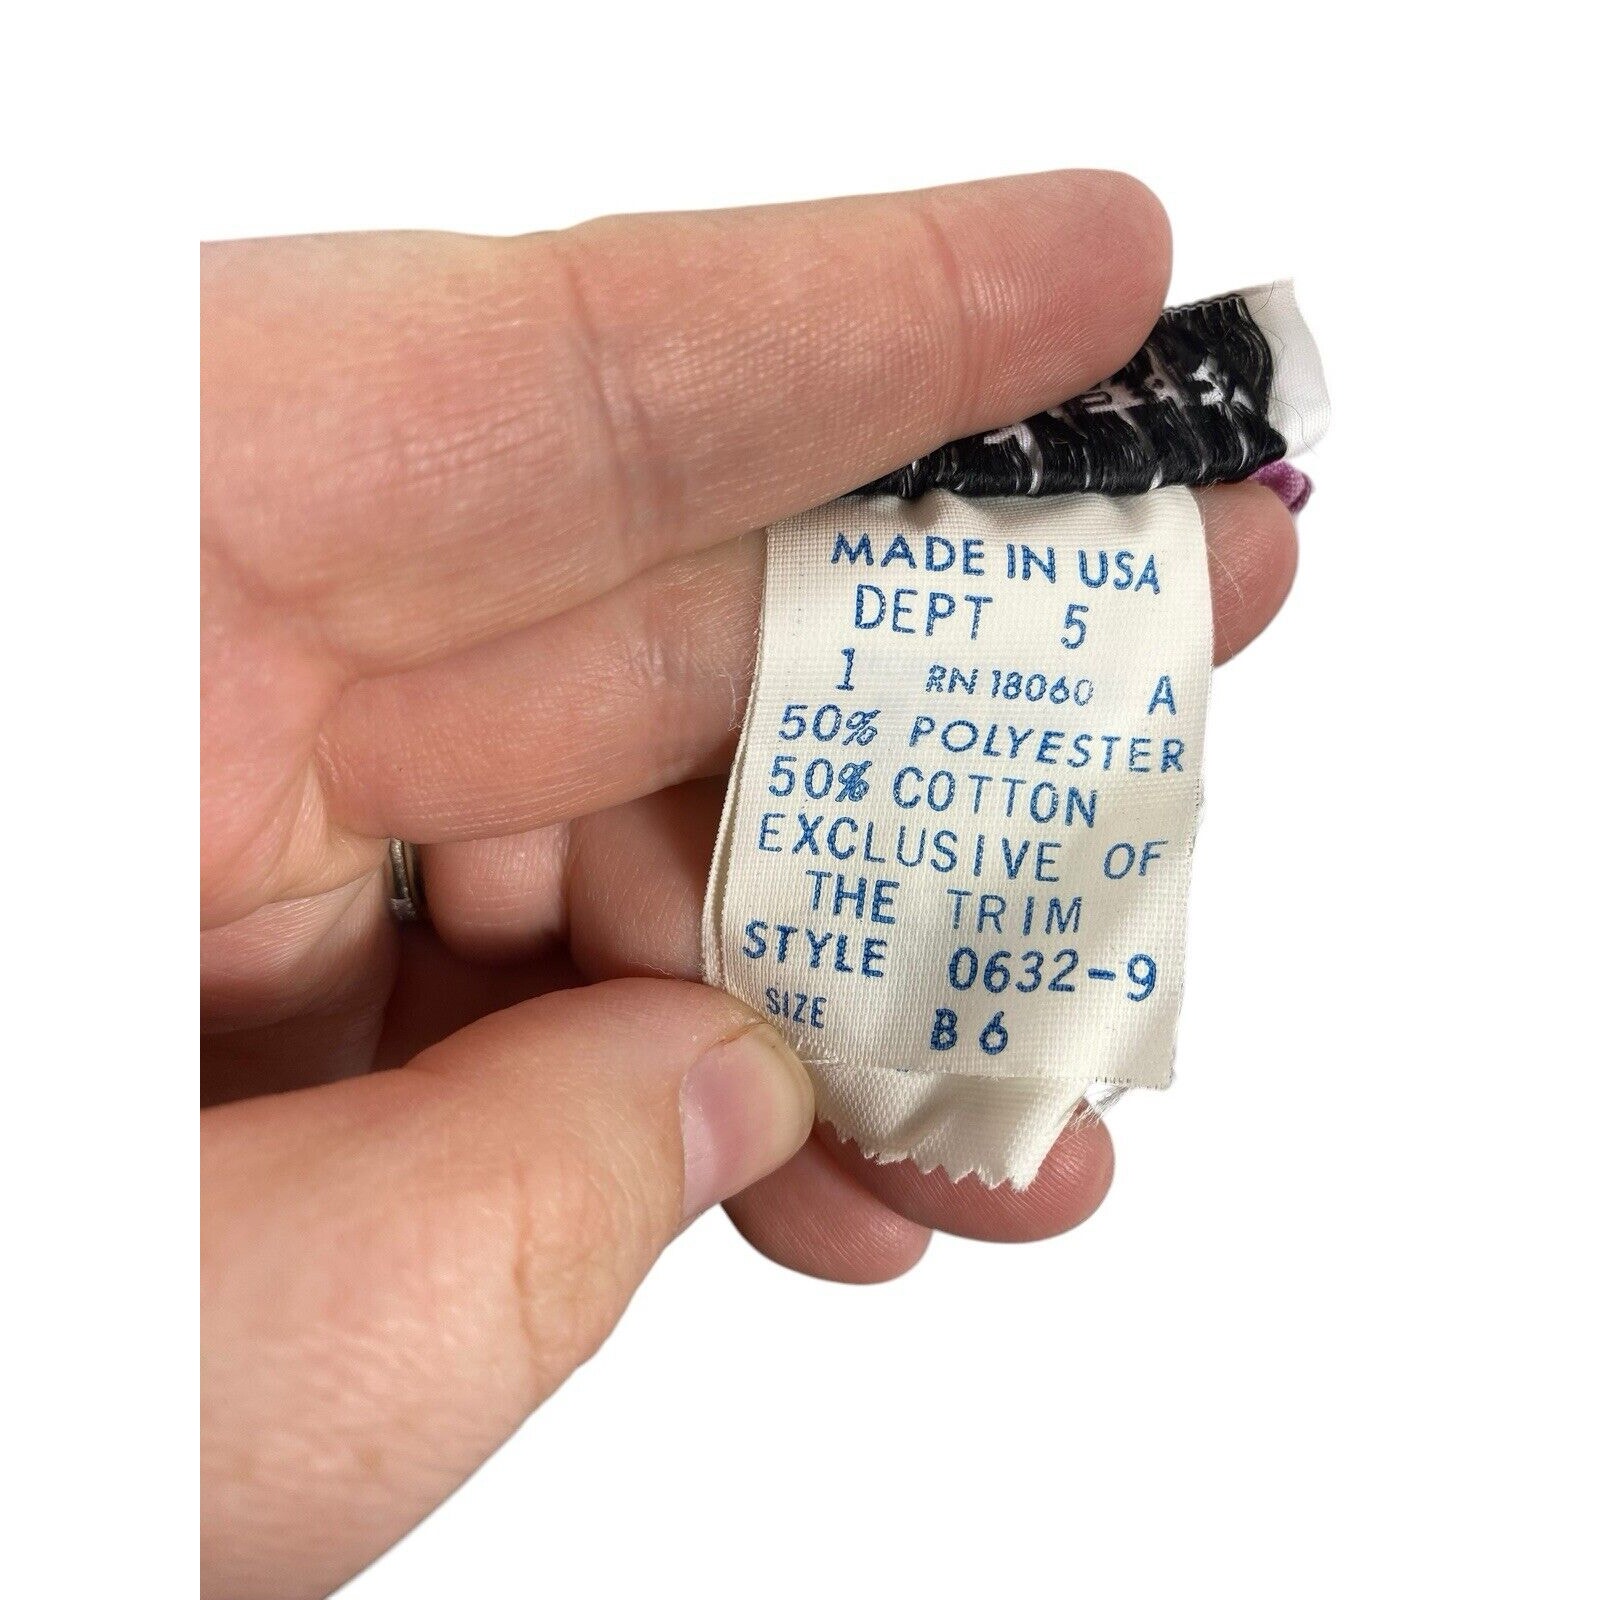 MADE IN USA
DEPT 5
1 RN 18060 A
50% POLYESTER
50% COTTON
EXCLUSIVE OF
THE TRIM
STYLE 0632-9
SIZE B 6